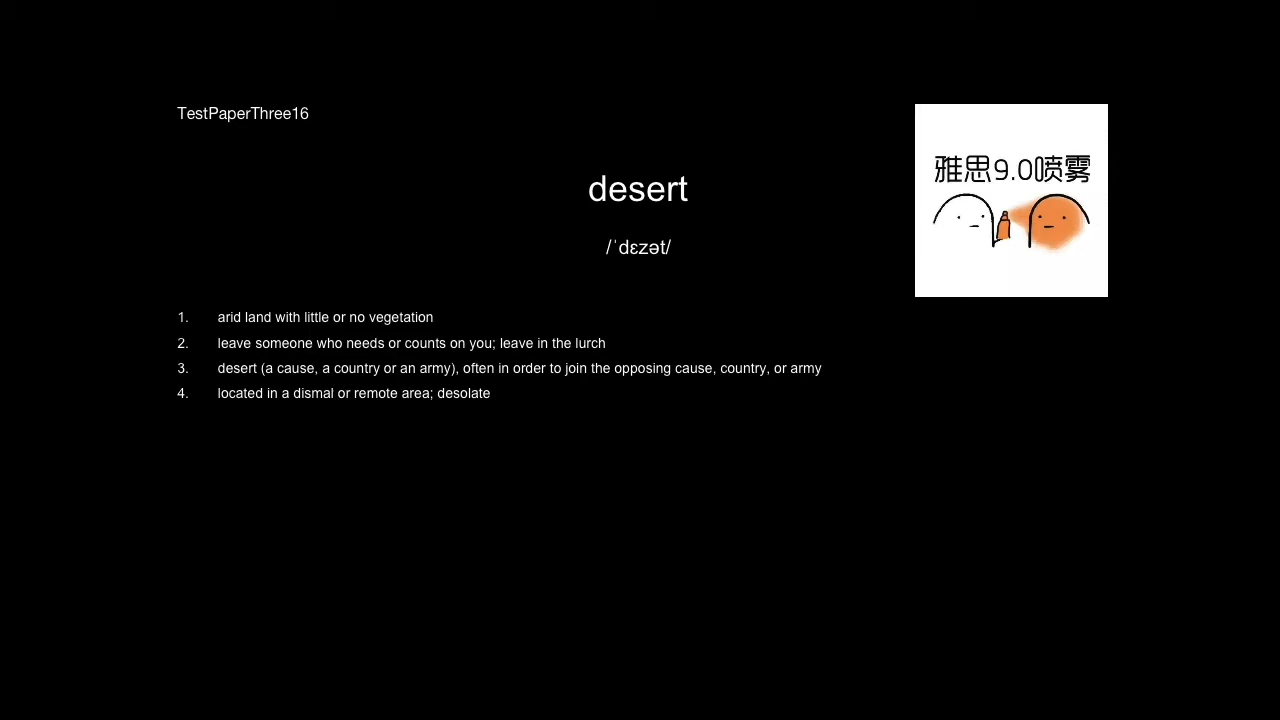 TestPaperThree16
雅思9.0喷雾
desert
/ˈdɛzət/
1. arid land with little or no vegetation
2. leave someone who needs or counts on you; leave in the lurch
3. desert (a cause, a country or an army), often in order to join the opposing cause, country, or army
4. located in a dismal or remote area; desolate